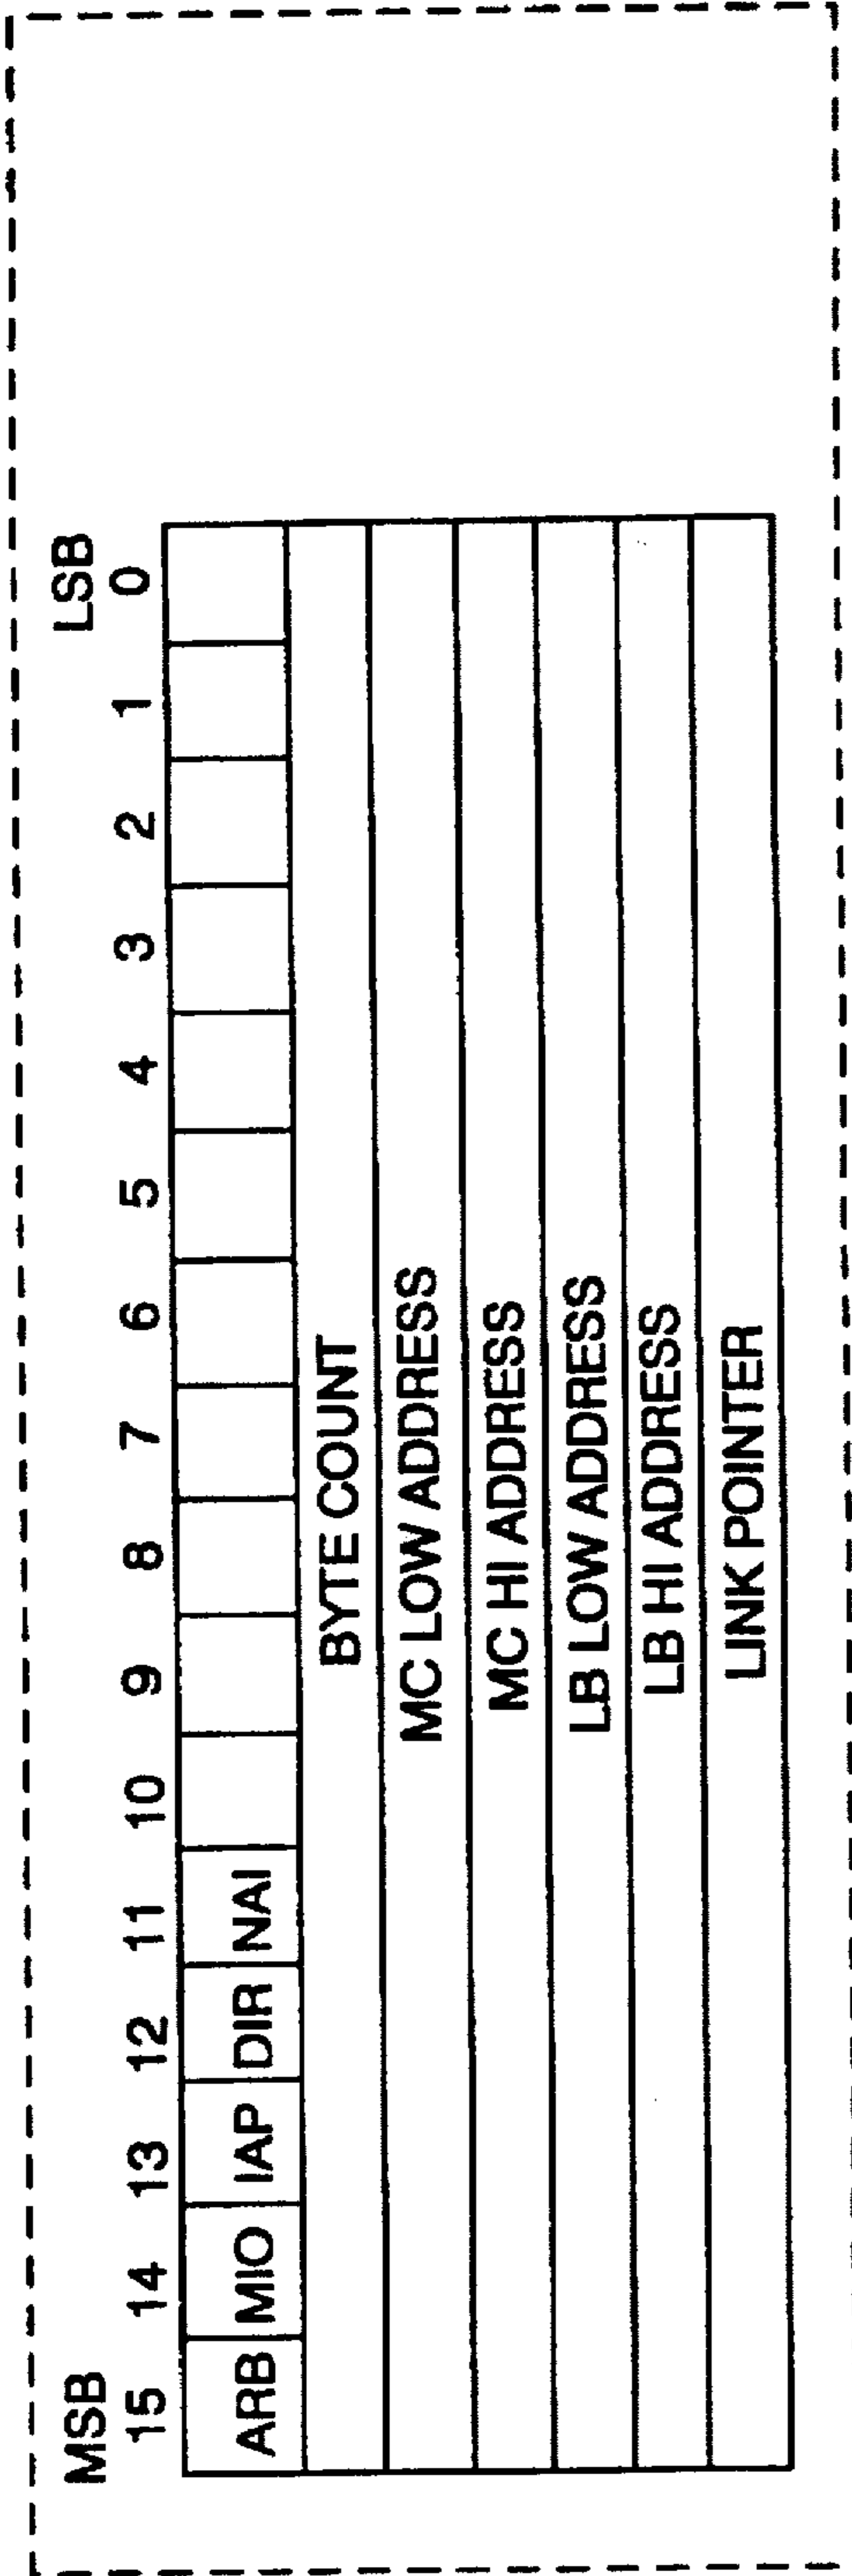 MSB LSB
15 14 13 12 11 10 9 8 7 6 5 4 3 2 1 0
ARB MIO IAP DIR NAI
BYTE COUNT
MC LOW ADDRESS
MC HI ADDRESS
LB LOW ADDRESS
LB HI ADDRESS
LINK POINTER